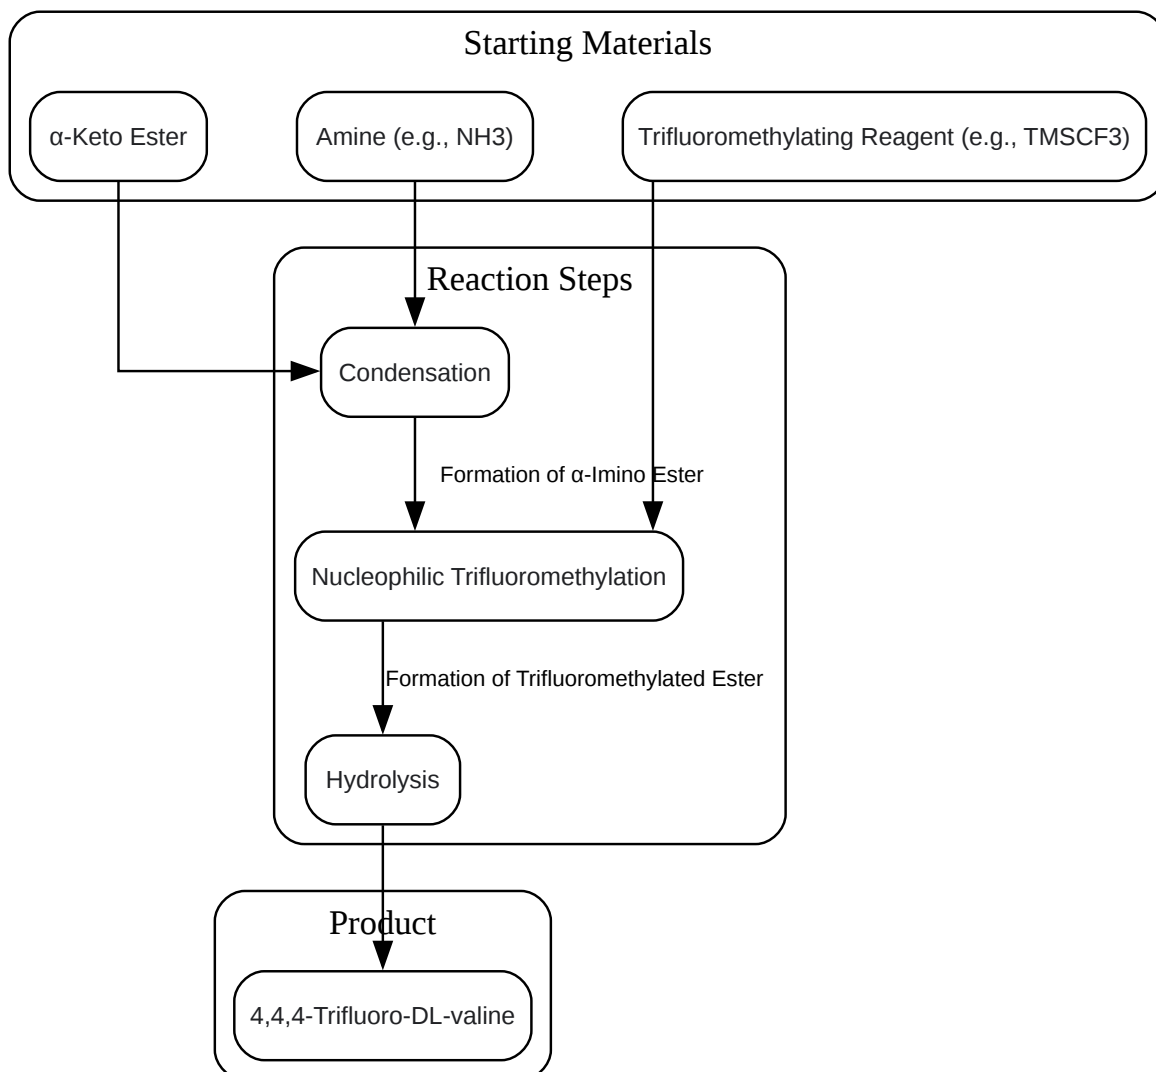 Starting Materials
α-Keto Ester
Amine (e.g., NH3)
Trifluoromethylating Reagent (e.g., TMSCF3)
Reaction Steps
Condensation
Formation of α-Imino Ester
Nucleophilic Trifluoromethylation
Formation of Trifluoromethylated Ester
Hydrolysis
Product
4,4,4-Trifluoro-DL-valine